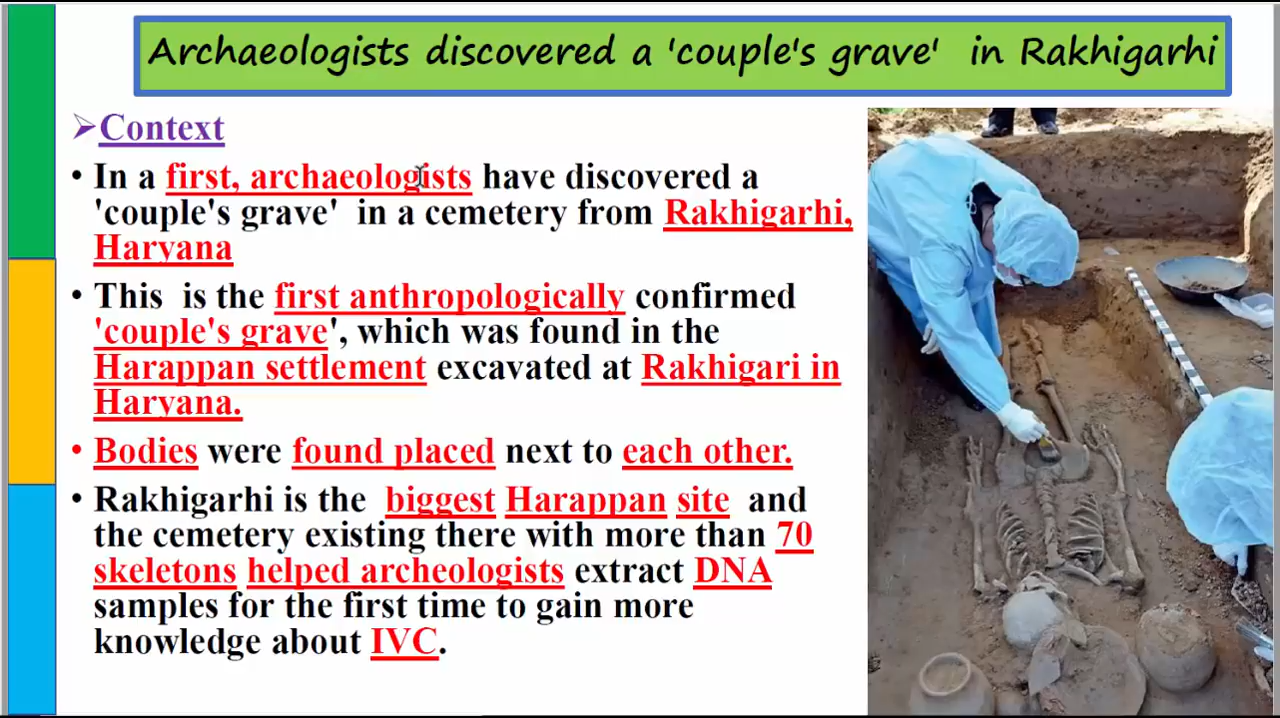 Archaeologists discovered a 'couple's grave' in Rakhigarhi
➢Context
• In a first, archaeologists have discovered a
'couple's grave' in a cemetery from Rakhigarhi,
Haryana
• This is the first anthropologically confirmed
'couple's grave', which was found in the
Harappan settlement excavated at Rakhigari in
Haryana.
• Bodies were found placed next to each other.
• Rakhigarhi is the biggest Harappan site and
the cemetery existing there with more than 70
skeletons helped archeologists extract DNA
samples for the first time to gain more
knowledge about IVC.